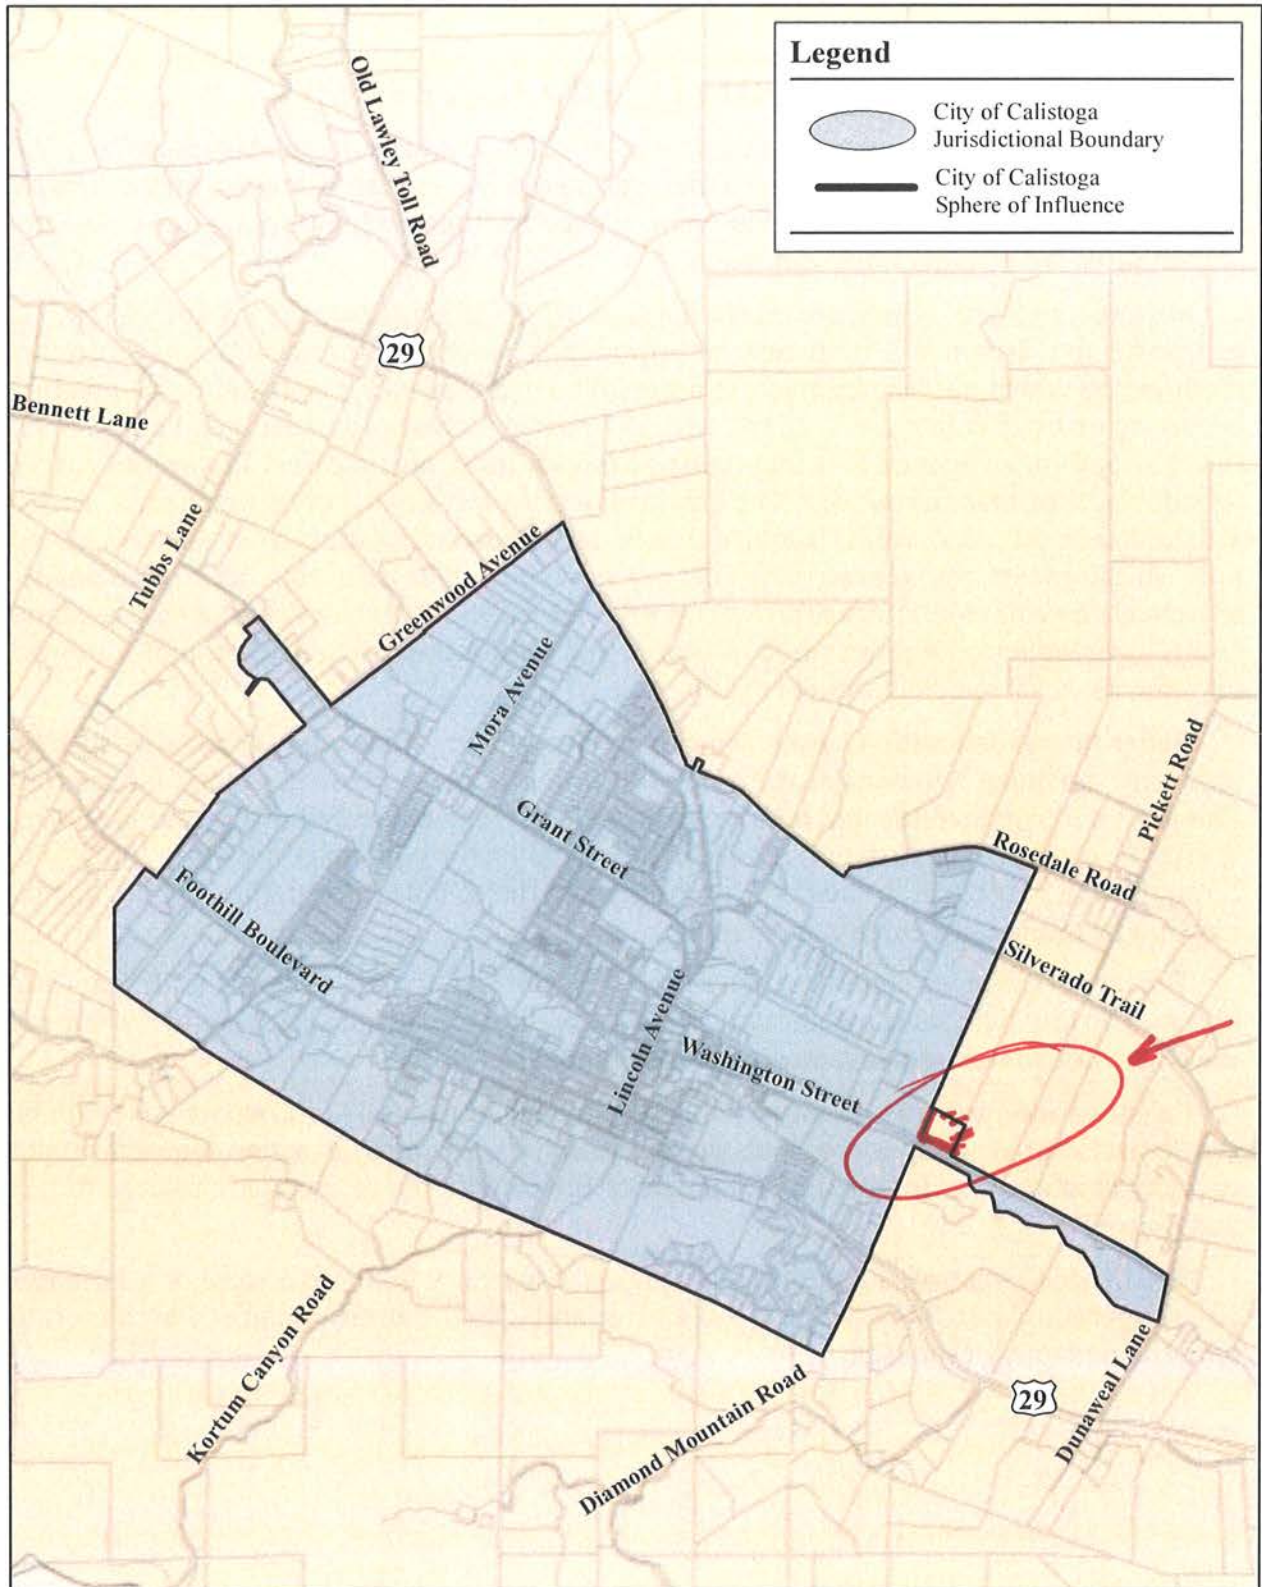 Legend
City of Calistoga
Jurisdictional Boundary
City of Calistoga
Sphere of Influence
Old Lawley Toll Road
29
Bennett Lane
Tubbs Lane
Greenwood Avenue
Mora Avenue
Grant Street
Foothill Boulevard
Lincoln Avenue
Washington Street
Pickett Road
Rosedale Road
Silverado Trail
Kortum Canyon Road
Diamond Mountain Road
29
Dunaweal Lane